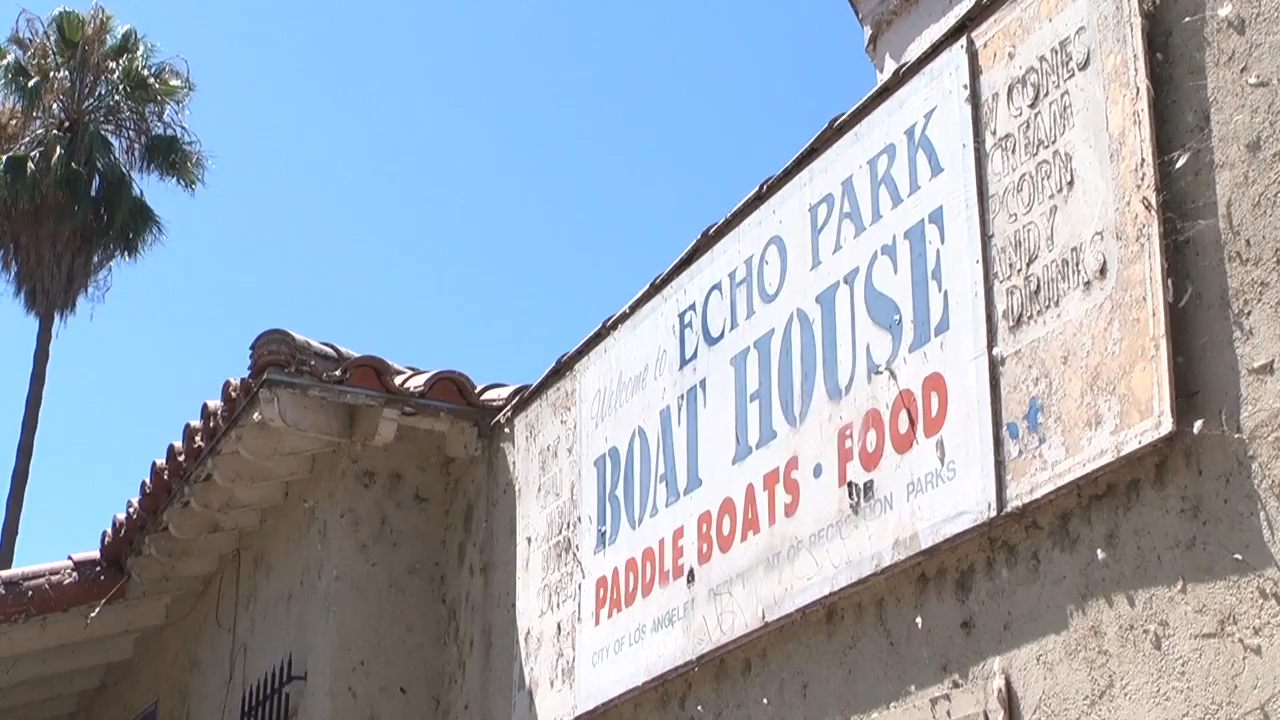 Welcome to ECHO PARK
BOAT HOUSE
PADDLE BOATS · FOOD
CITY OF LOS ANGELES OF RECREATION PARKS
W CONES
CREAM
PCORN
ANDY
DRINKS